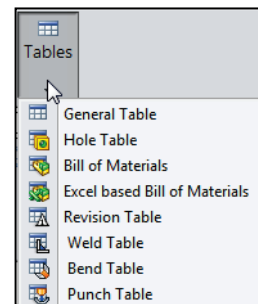 Tables
General Table
Hole Table
Bill of Materials
Excel based Bill of Materials
Revision Table
Weld Table
Bend Table
Punch Table